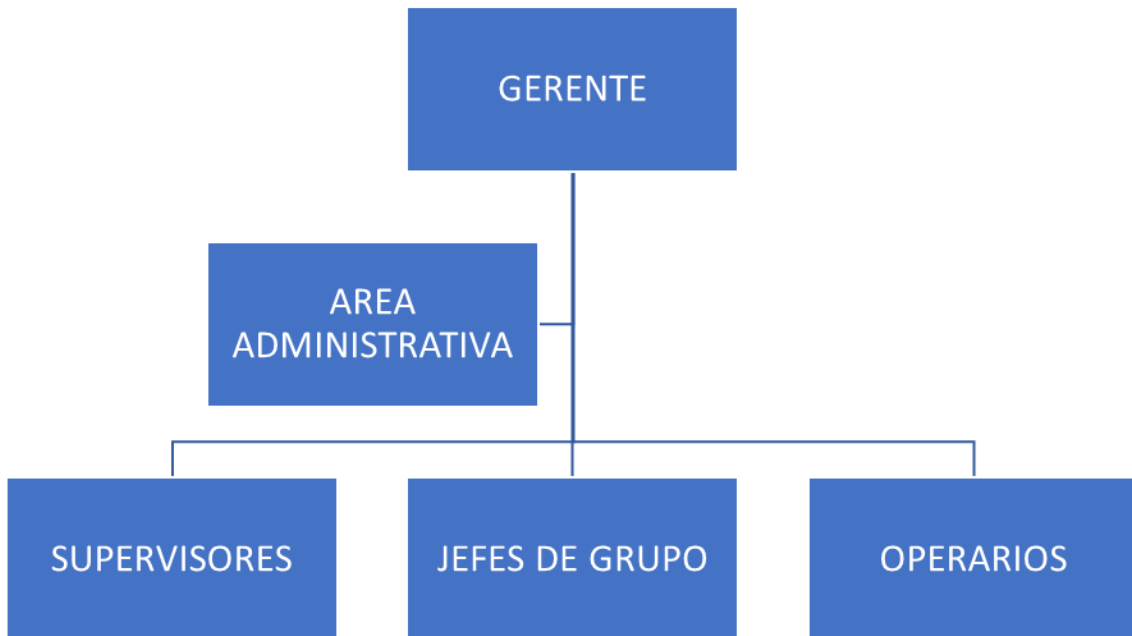 GERENTE
AREA
ADMINISTRATIVA
SUPERVISORES
JEFES DE GRUPO
OPERARIOS